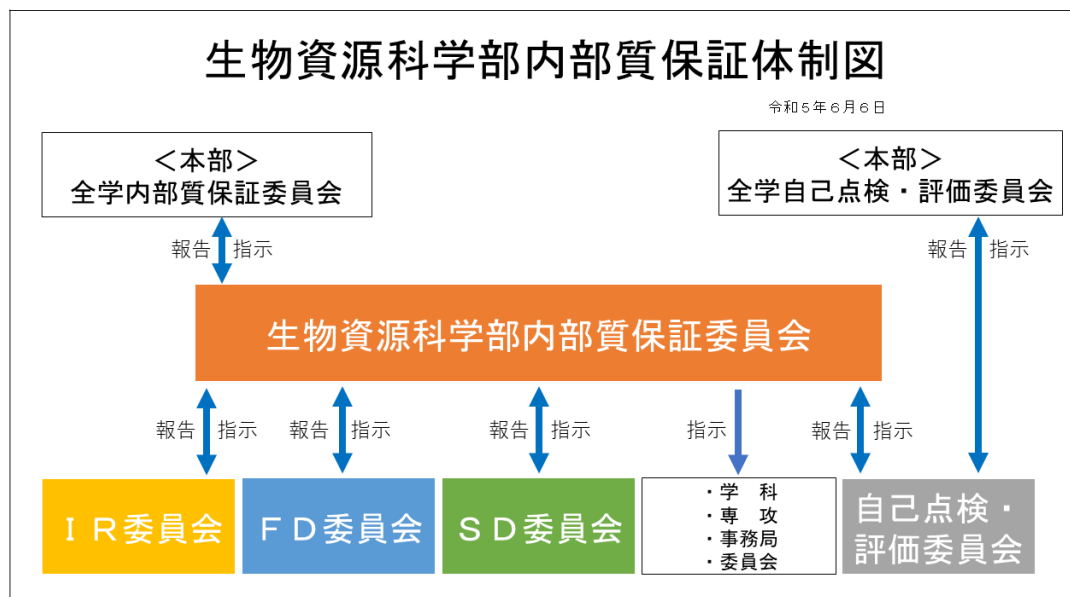 生物資源科学部内部質保証体制図
令和５年６月６日
＜本部＞
全学内部質保証委員会
＜本部＞
全学自己点検・評価委員会
報告 指示
報告 指示
生物資源科学部内部質保証委員会
報告 指示
報告 指示
報告 指示
指示
報告 指示
ＩＲ委員会
ＦＤ委員会
ＳＤ委員会
・学　科
・専　攻
・事務局
・委員会
自己点検・
評価委員会